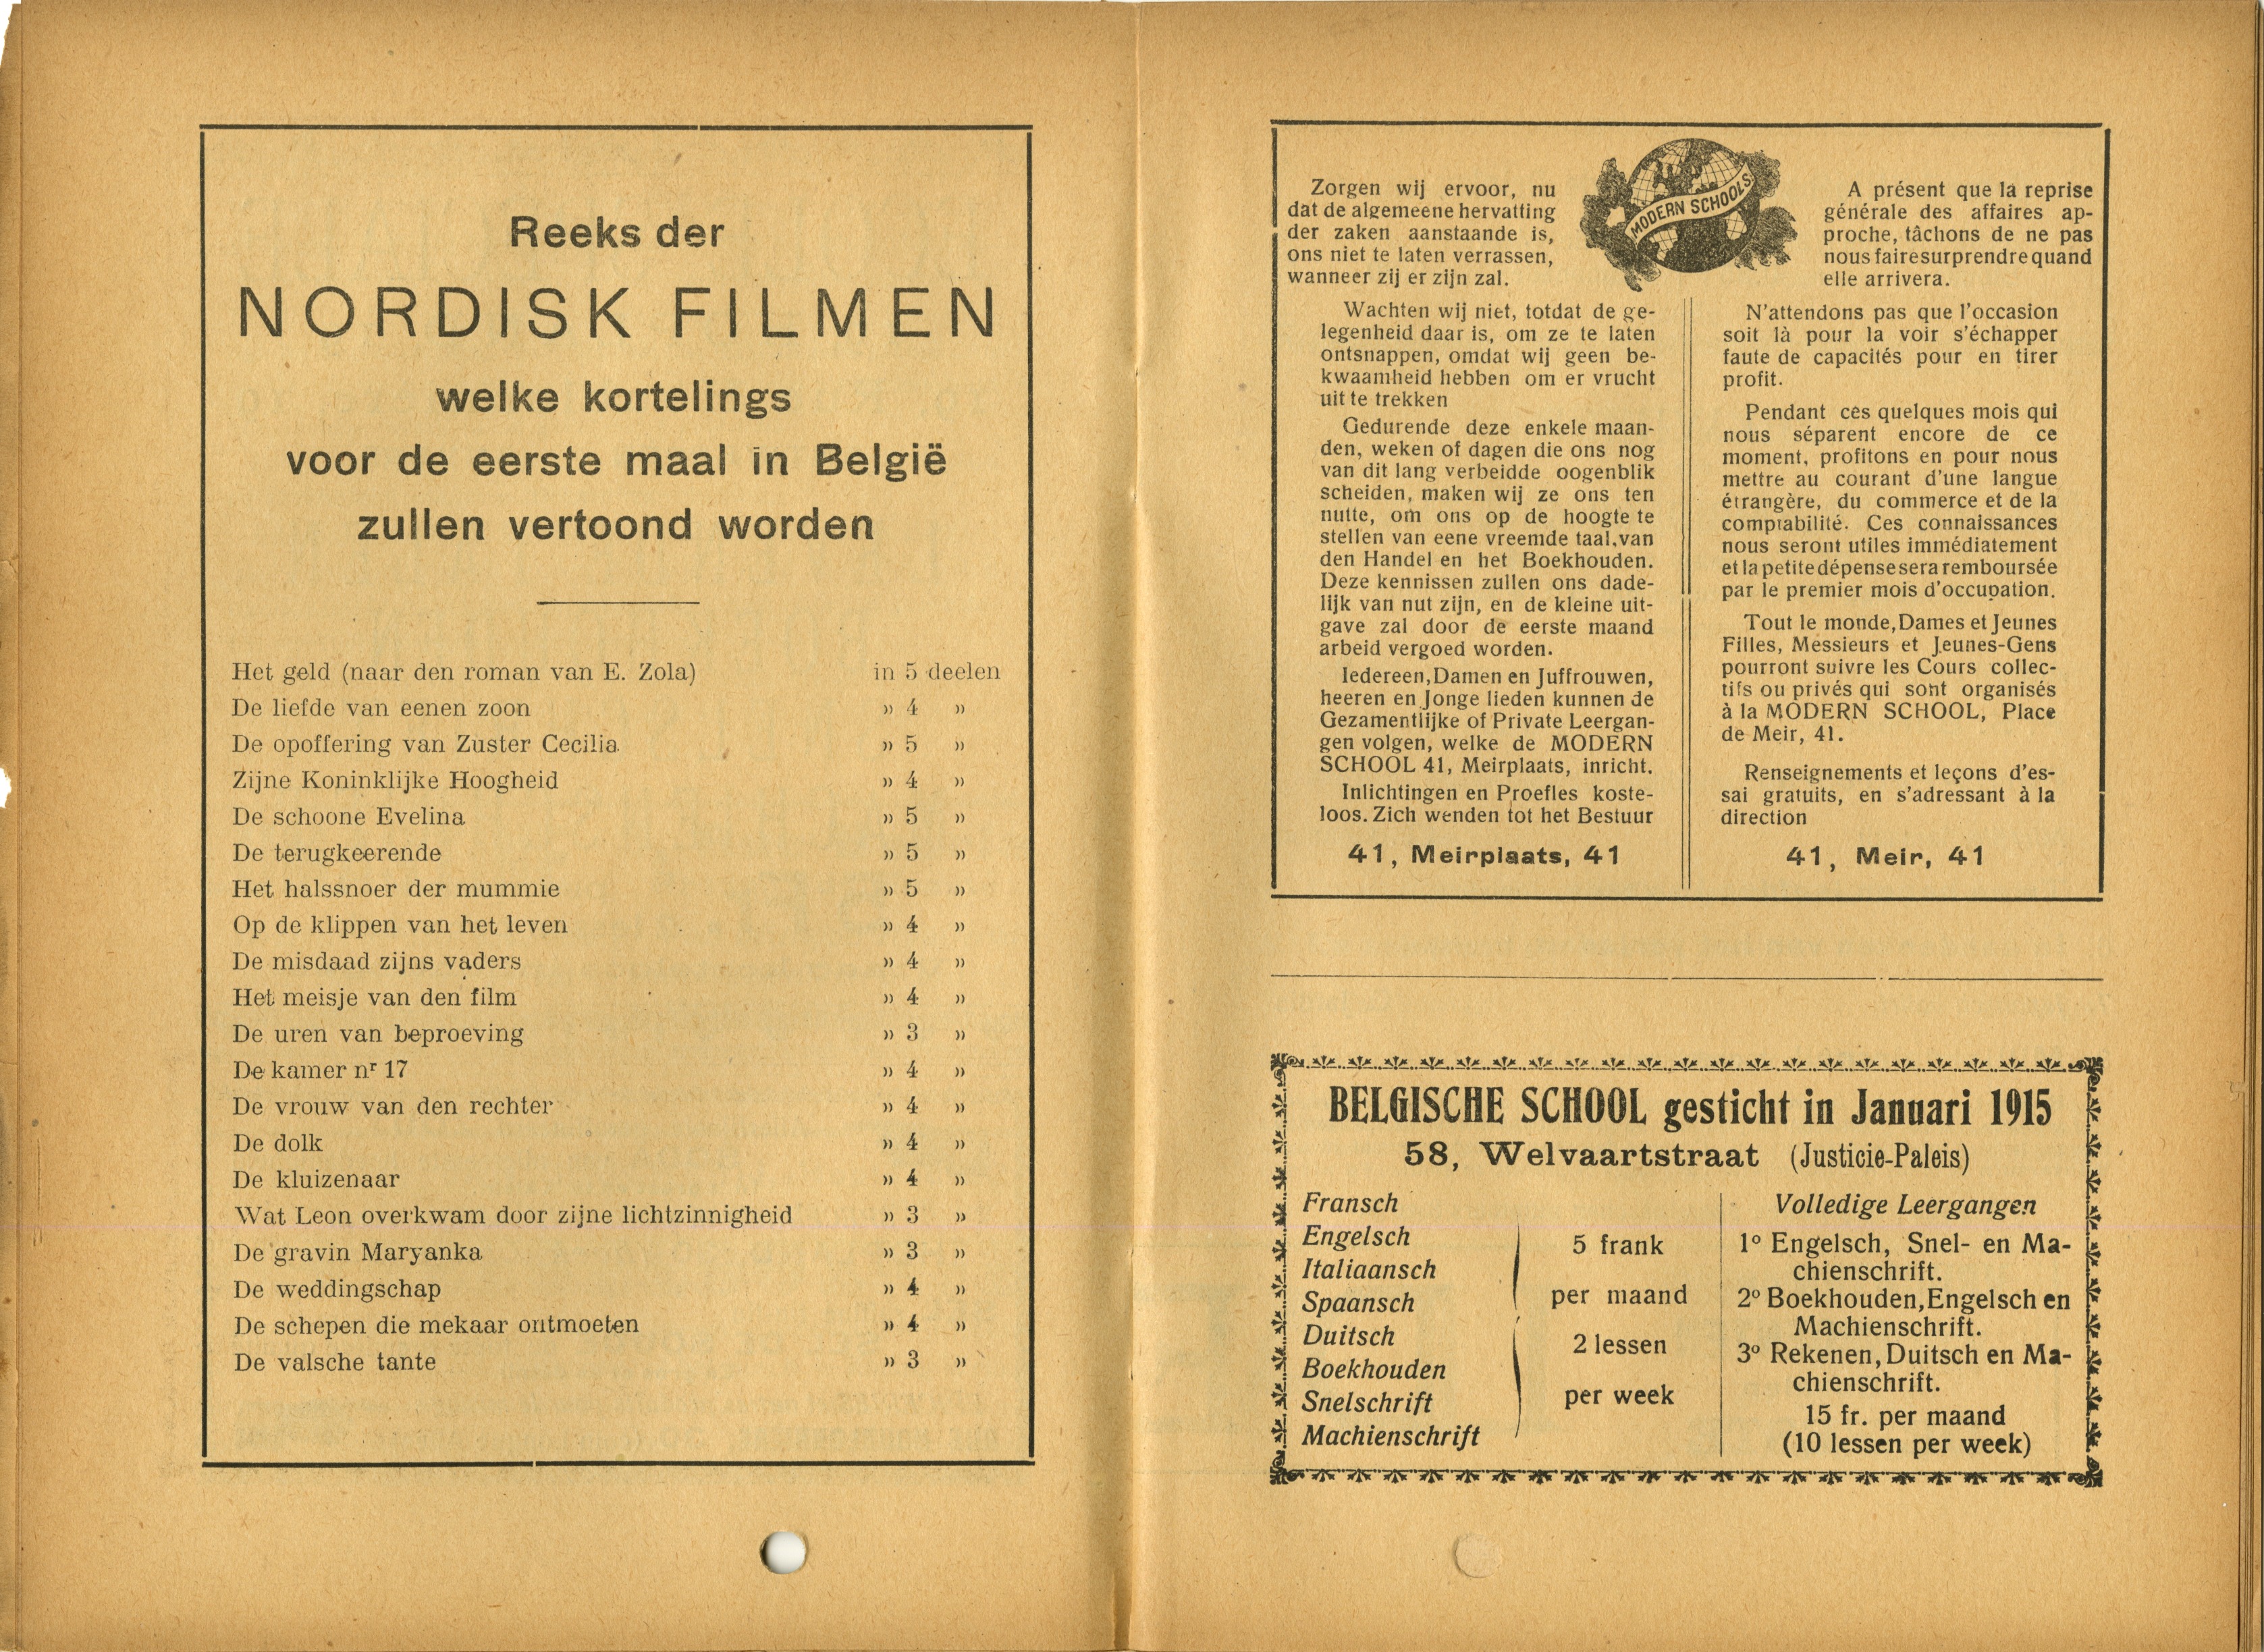 Reeks der
NORDISK FILMEN
welke kortelings
voor de eerste maal in België
zullen vertoond worden
Het geld (naar den roman van E. Zola) in 5 deelen
De liefde van eenen zoon » 4 »
De opoffering van Zuster Cecilia » 5 »
Zijne Koninklijke Hoogheid » 4 »
De schoone Evelina » 5 »
De terugkeerende » 5 »
Het halssnoer der mummie » 5 »
Op de klippen van het leven » 4 »
De misdaad zijns vaders » 4 »
Het meisje van den film » 4 »
De uren van beproeving » 3 »
De kamer nr 17 » 4 »
De vrouw van den rechter » 4 »
De dolk » 4 »
De kluizenaar » 4 »
Wat Leon overkwam door zijne lichtzinnigheid » 3 »
De gravin Maryanka » 3 »
De weddingschap » 4 »
De schepen die mekaar ontmoeten » 4 »
De valsche tante » 3 »
MODERN SCHOOLS
Zorgen wij ervoor, nu
dat de algemeene hervatting
der zaken aanstaande is,
ons niet te laten verrassen,
wanneer zij er zijn zal.
Wachten wij niet, totdat de ge-
legenheid daar is, om ze te laten
ontsnappen, omdat wij geen be-
kwaamheid hebben om er vrucht
uit te trekken
Gedurende deze enkele maan-
den, weken of dagen die ons nog
van dit lang verbeidde oogenblik
scheiden, maken wij ze ons ten
nutte, om ons op de hoogte te
stellen van eene vreemde taal, van
den Handel en het Boekhouden.
Deze kennissen zullen ons dade-
lijk van nut zijn, en de kleine uit-
gave zal door de eerste maand
arbeid vergoed worden.
Iedereen, Damen en Juffrouwen,
heeren en Jonge lieden kunnen de
Gezamentlijke of Private Leergan-
gen volgen, welke de MODERN
SCHOOL 41, Meirplaats, inricht.
Inlichtingen en Proefles koste-
loos. Zich wenden tot het Bestuur
41, Meirplaats, 41
A présent que la reprise
générale des affaires ap-
proche, tâchons de ne pas
nous faire surprendre quand
elle arrivera.
N'attendons pas que l'occasion
soit là pour la voir s'échapper
faute de capacités pour en tirer
profit.
Pendant ces quelques mois qui
nous séparent encore de ce
moment, profitons en pour nous
mettre au courant d'une langue
étrangère, du commerce et de la
comptabilité. Ces connaissances
nous seront utiles immédiatement
et la petite dépense sera remboursée
par le premier mois d'occupation.
Tout le monde, Dames et Jeunes
Filles, Messieurs et Jeunes-Gens
pourront suivre les Cours collec-
tifs ou privés qui sont organisés
à la MODERN SCHOOL, Place
de Meir, 41.
Renseignements et leçons d'es-
sai gratuits, en s'adressant à la
direction
41, Meir, 41
BELGISCHE SCHOOL gesticht in Januari 1915
58, Welvaartstraat (Justicie-Paleis)
Fransch
Engelsch
Italiaansch
Spaansch
Duitsch
Boekhouden
Snelschrift
Machienschrift
5 frank
per maand
2 lessen
per week
Volledige Leergangen
1º Engelsch, Snel- en Ma-
chienschrift.
2º Boekhouden, Engelsch en
Machienschrift.
3º Rekenen, Duitsch en Ma-
chienschrift.
15 fr. per maand
(10 lessen per week)